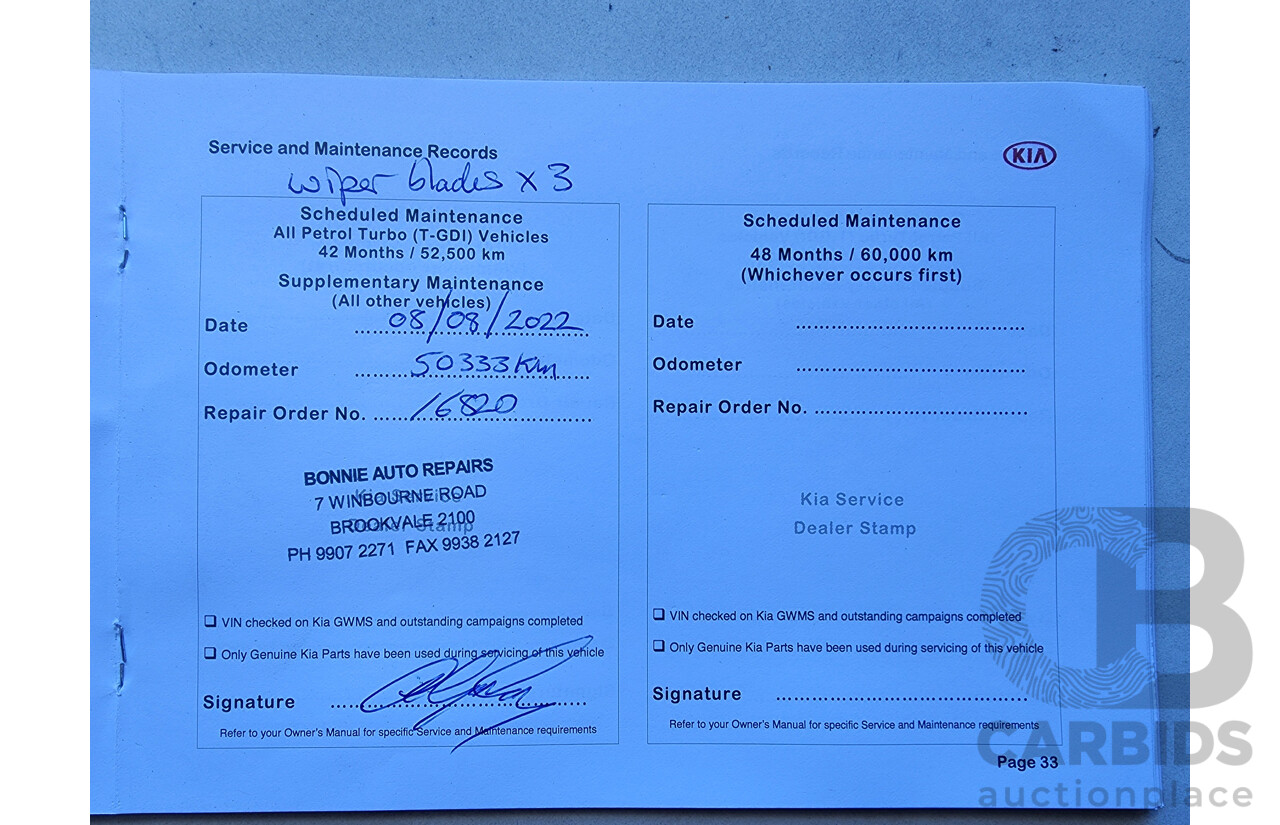 Service and Maintenance Records
KIA
wiper blades x 3
Scheduled Maintenance
All Petrol Turbo (T-GDI) Vehicles
42 Months / 52,500 km
Supplementary Maintenance
(All other vehicles)
Date 08/08/2022
Odometer 50333Km
Repair Order No. 16820
BONNIE AUTO REPAIRS
7 WINBOURNE ROAD
BROOKVALE 2100
PH 9907 2271 FAX 9938 2127
❑ VIN checked on Kia GWMS and outstanding campaigns completed
❑ Only Genuine Kia Parts have been used during servicing of this vehicle
Signature
Refer to your Owner's Manual for specific Service and Maintenance requirements
Scheduled Maintenance
48 Months / 60,000 km
(Whichever occurs first)
Date ........................................
Odometer ........................................
Repair Order No. .....................................
Kia Service
Dealer Stamp
❑ VIN checked on Kia GWMS and outstanding campaigns completed
❑ Only Genuine Kia Parts have been used during servicing of this vehicle
Signature ................................................
Refer to your Owner's Manual for specific Service and Maintenance requirements
Page 33
CB
CARBIDS
auctionplace